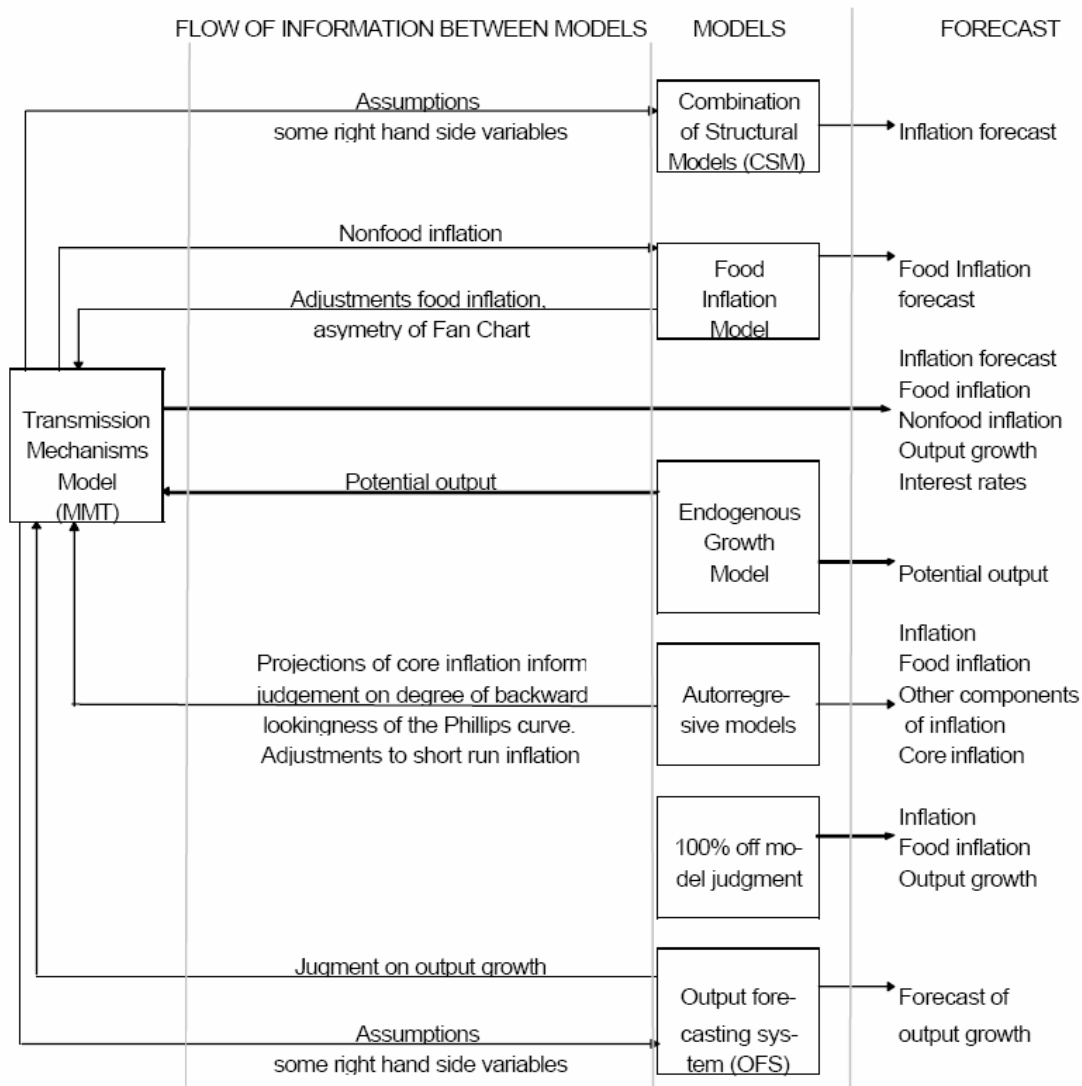 FLOW OF INFORMATION BETWEEN MODELS
MODELS
FORECAST
Assumptions
some right hand side variables
Combination
of Structural
Models (CSM)
Inflation forecast
Nonfood inflation
Adjustments food inflation,
asymetry of Fan Chart
Food
Inflation
Model
Food Inflation
forecast
Transmission
Mechanisms
Model
(MMT)
Inflation forecast
Food inflation
Nonfood inflation
Output growth
Interest rates
Potential output
Endogenous
Growth
Model
Potential output
Projections of core inflation inform
judgement on degree of backward
lookingness of the Phillips curve.
Adjustments to short run inflation
Autorregre-
sive models
Inflation
Food inflation
Other components
of inflation
Core inflation
100% off mo-
del judgment
Inflation
Food inflation
Output growth
Jugment on output growth
Assumptions
some right hand side variables
Output fore-
casting sys-
tem (OFS)
Forecast of
output growth